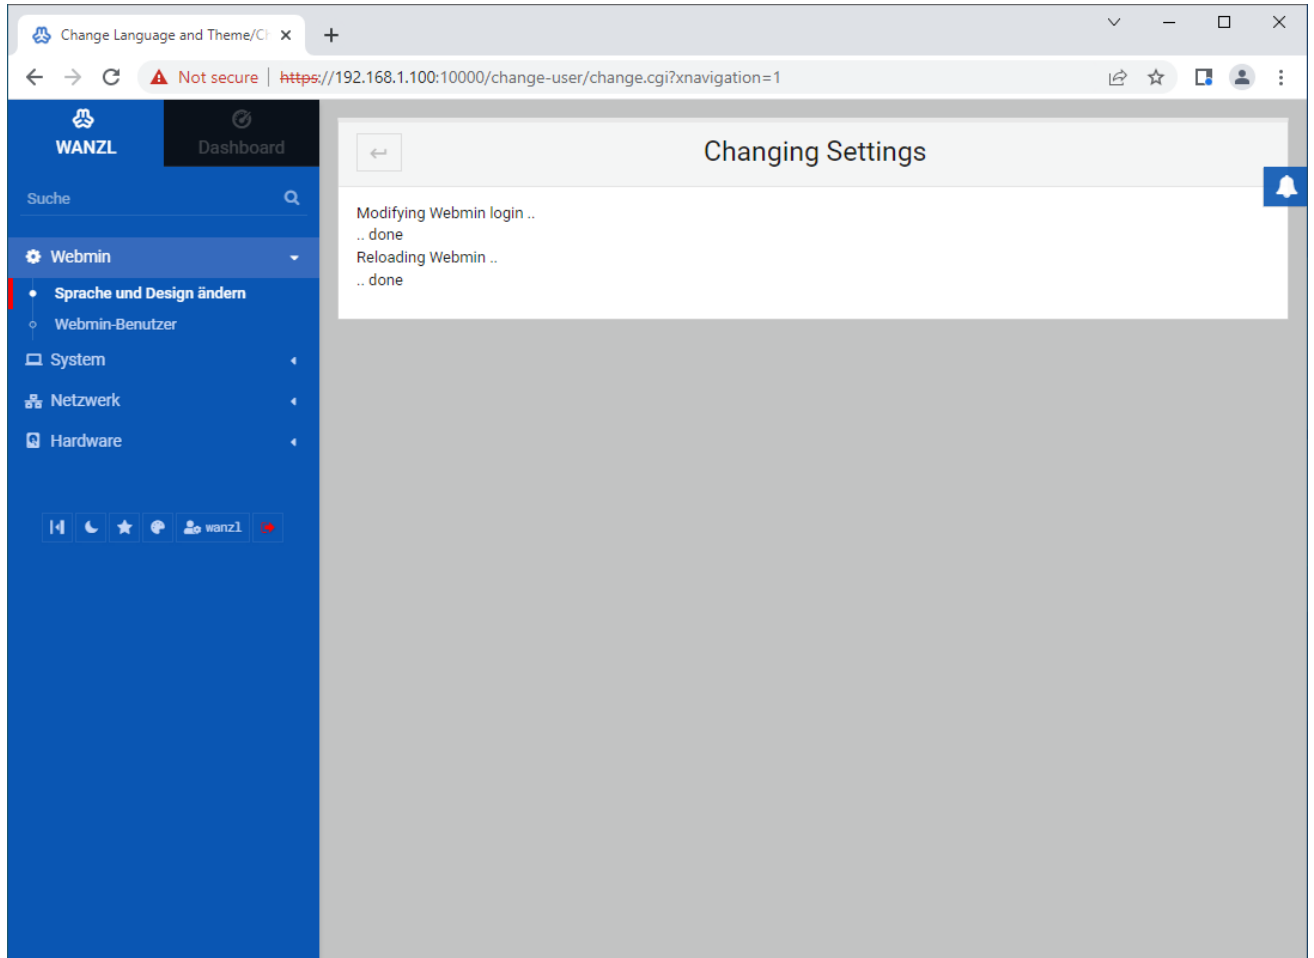 Change Language and Theme/Ch
Not secure | https://192.168.1.100:10000/change-user/change.cgi?xnavigation=1
WANZL
Dashboard
Suche
Webmin
Sprache und Design ändern
Webmin-Benutzer
System
Netzwerk
Hardware
wanzl
Changing Settings
Modifying Webmin login ..
.. done
Reloading Webmin ..
.. done